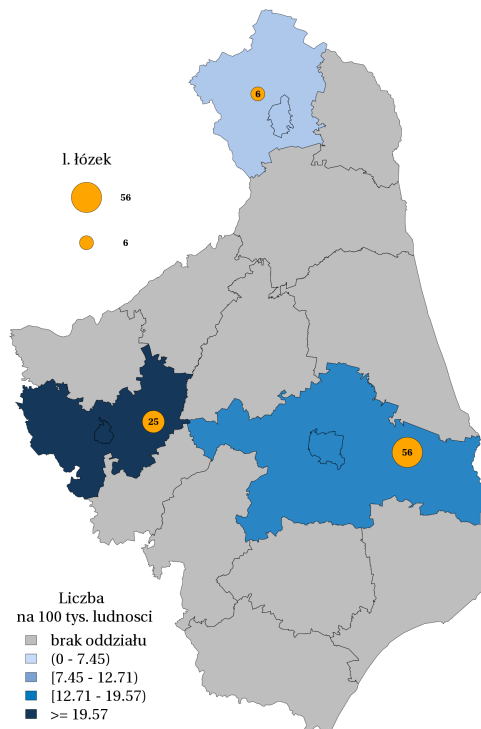 6
l. łózek
56
6
25
56
Liczba
na 100 tys. ludnosci
brak oddziału
(0 - 7.45)
[7.45 - 12.71)
[12.71 - 19.57)
>= 19.57